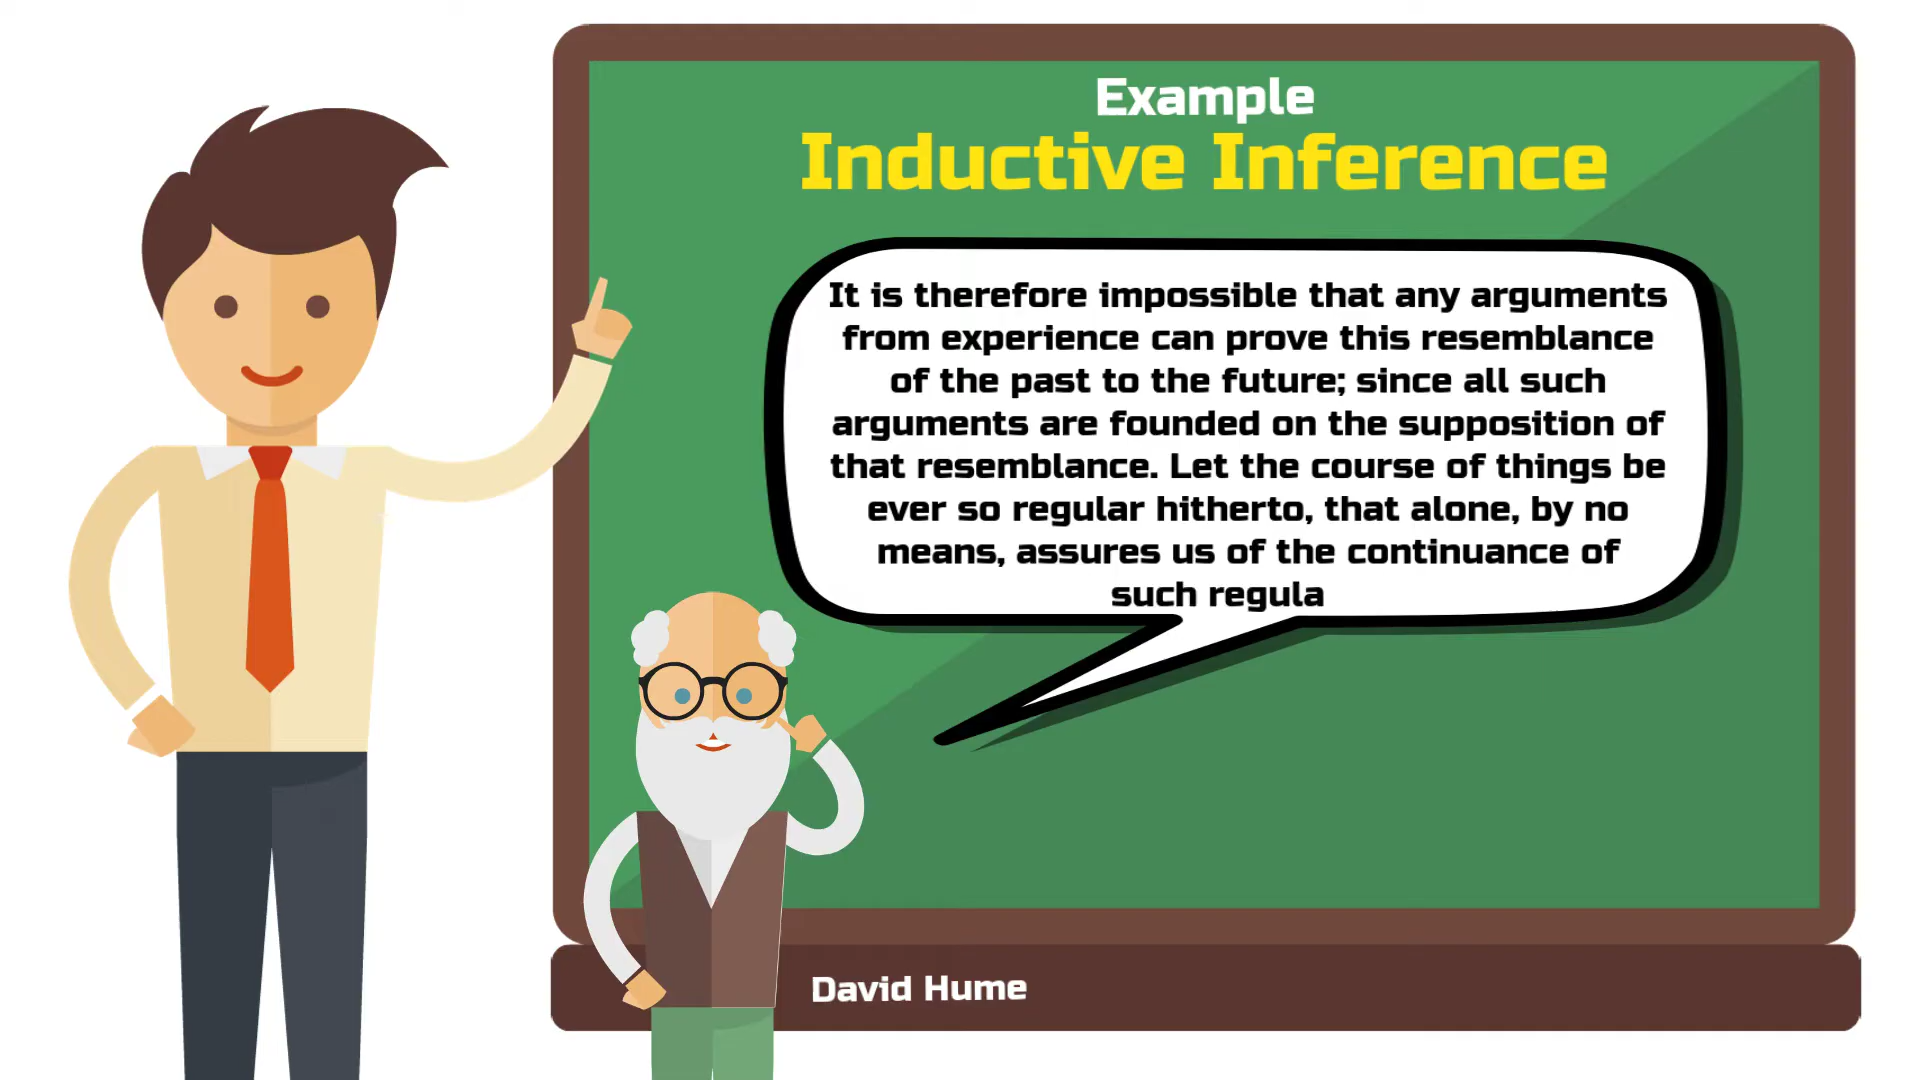 Example
Inductive Inference
It is therefore impossible that any arguments
from experience can prove this resemblance
of the past to the future; since all such
arguments are founded on the supposition of
that resemblance. Let the course of things be
ever so regular hitherto, that alone, by no
means, assures us of the continuance of
such regula
David Hume